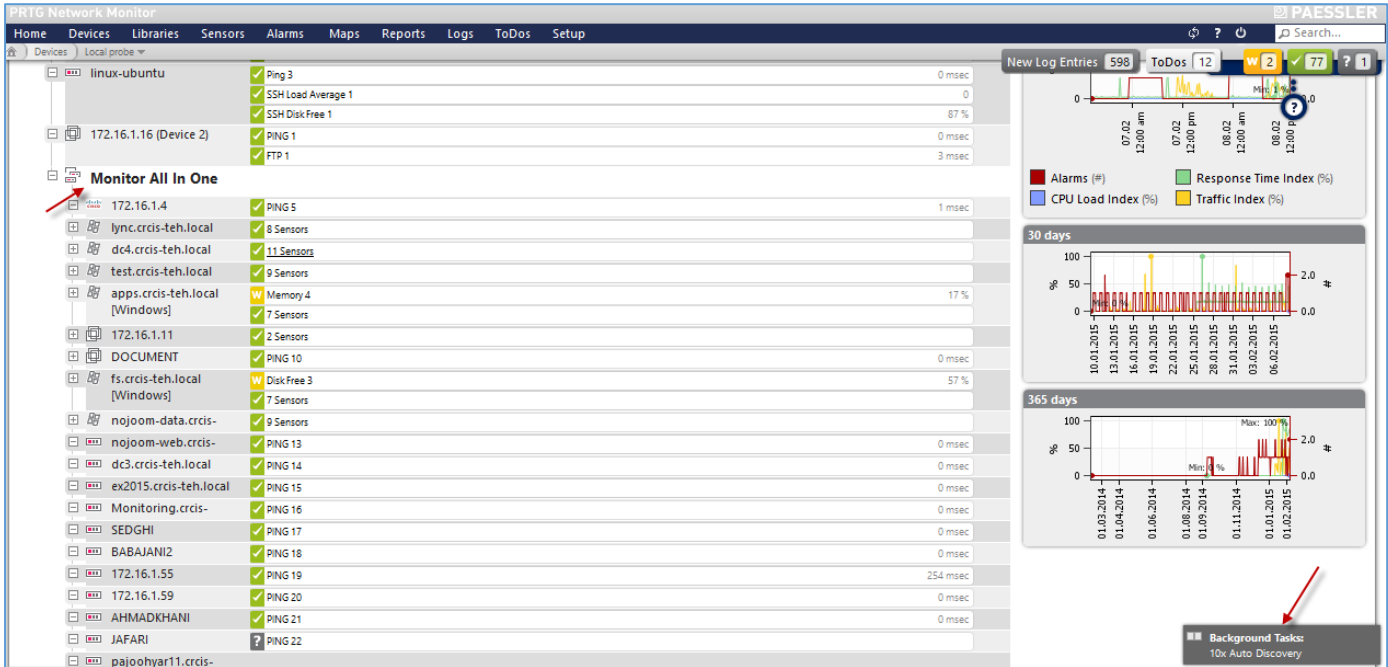 PRTG Network Monitor
PAESSLER
Home Devices Libraries Sensors Alarms Maps Reports Logs ToDos Setup
? Search...
Devices Local probe
New Log Entries 598 ToDos 12 W 2 77 ? 1
linux-ubuntu
Ping 3 0 msec
SSH Load Average 1 0
SSH Disk Free 1 87 %
172.16.1.16 (Device 2) PING 1 0 msec
FTP 1 3 msec
Monitor All In One
172.16.1.4 PING 5 1 msec
lync.crcis-teh.local 8 Sensors
dc4.crcis-teh.local 11 Sensors
test.crcis-teh.local 9 Sensors
apps.crcis-teh.local W Memory 4 17 %
[Windows] 7 Sensors
172.16.1.11 2 Sensors
DOCUMENT PING 10 0 msec
fs.crcis-teh.local W Disk Free 3 57 %
[Windows] 7 Sensors
nojoom-data.crcis- 9 Sensors
nojoom-web.crcis- PING 13 0 msec
dc3.crcis-teh.local PING 14 0 msec
ex2015.crcis-teh.local PING 15 0 msec
Monitoring.crcis- PING 16 0 msec
SEDGHI PING 17 0 msec
BABAJANI2 PING 18 0 msec
172.16.1.55 PING 19 254 msec
172.16.1.59 PING 20 0 msec
AHMADKHANI PING 21 0 msec
JAFARI ? PING 22
pajoohyar11.crcis-
Min: 1 %
0 0.0
?
07.02 12:00 am
07.02 12:00 pm
08.02 12:00 am
08.02 12:00 p
Alarms (#) Response Time Index (%)
CPU Load Index (%) Traffic Index (%)
30 days
100
50
0
%
2.0
0.0
#
Min: 0 %
10.01.2015
13.01.2015
16.01.2015
19.01.2015
22.01.2015
25.01.2015
28.01.2015
31.01.2015
03.02.2015
06.02.2015
365 days
100
50
0
%
Max: 100 %
2.0
0.0
#
Min: 0 %
01.03.2014
01.04.2014
01.06.2014
01.08.2014
01.09.2014
01.11.2014
01.01.2015
01.02.2015
Background Tasks:
10x Auto Discovery